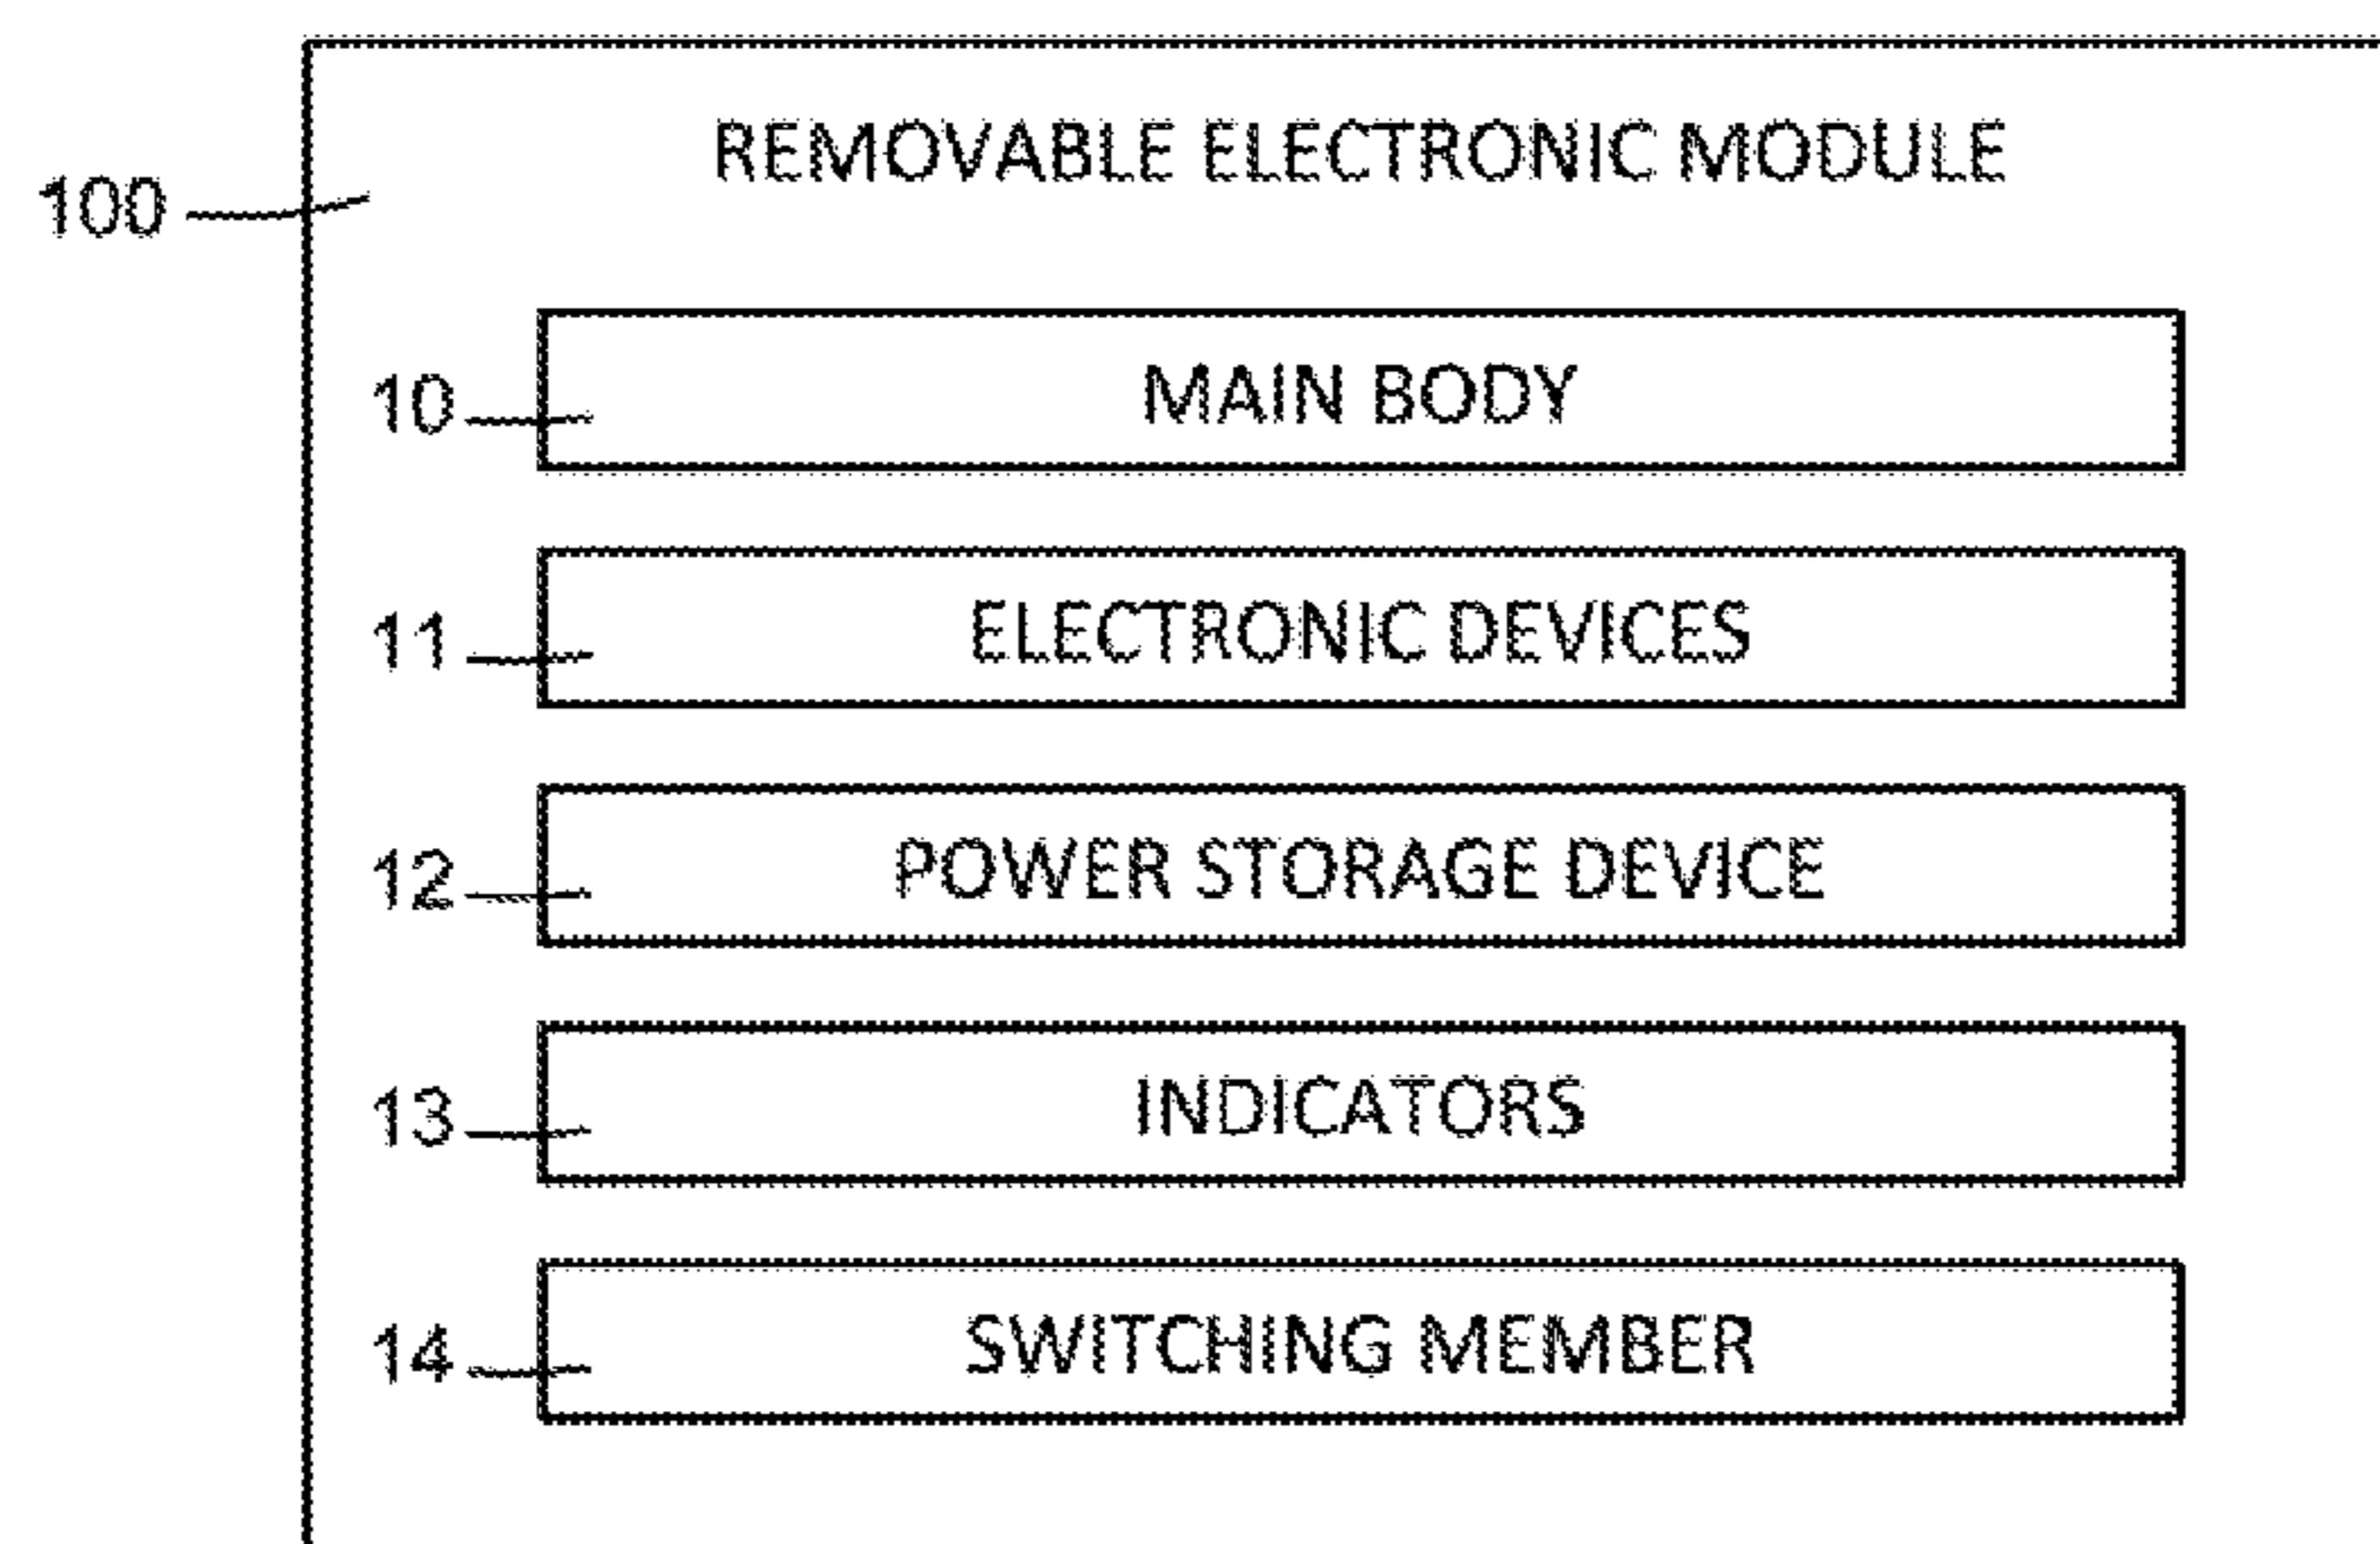 REMOVABLE ELECTRONIC MODULE
100
10 MAIN BODY
11 ELECTRONIC DEVICES
12 POWER STORAGE DEVICE
13 INDICATORS
14 SWITCHING MEMBER